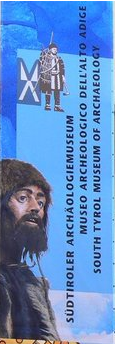 SÜDTIROLER ARCHÄOLOGIEMUSEUM
MUSEO ARCHEOLOGICO DELL'ALTO ADIGE
SOUTH TYROL MUSEUM OF ARCHAEOLOGY